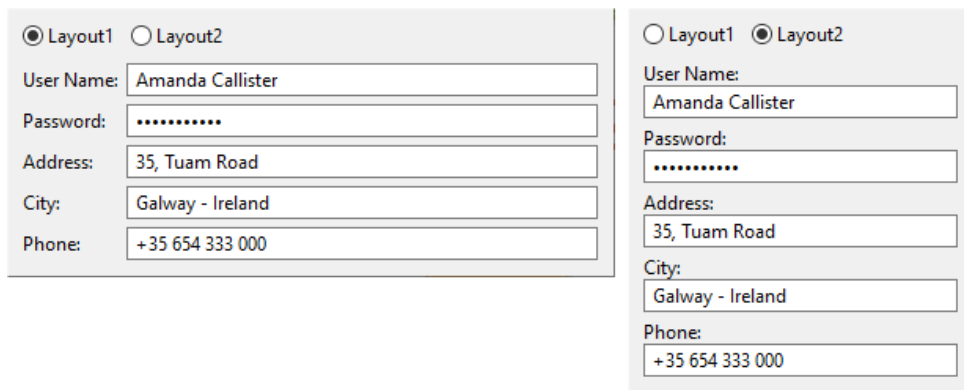 Layout1 Layout2
User Name: Amanda Callister
Password: •••••••••••
Address: 35, Tuam Road
City: Galway - Ireland
Phone: +35 654 333 000
Layout1 Layout2
User Name:
Amanda Callister
Password:
•••••••••••
Address:
35, Tuam Road
City:
Galway - Ireland
Phone:
+35 654 333 000